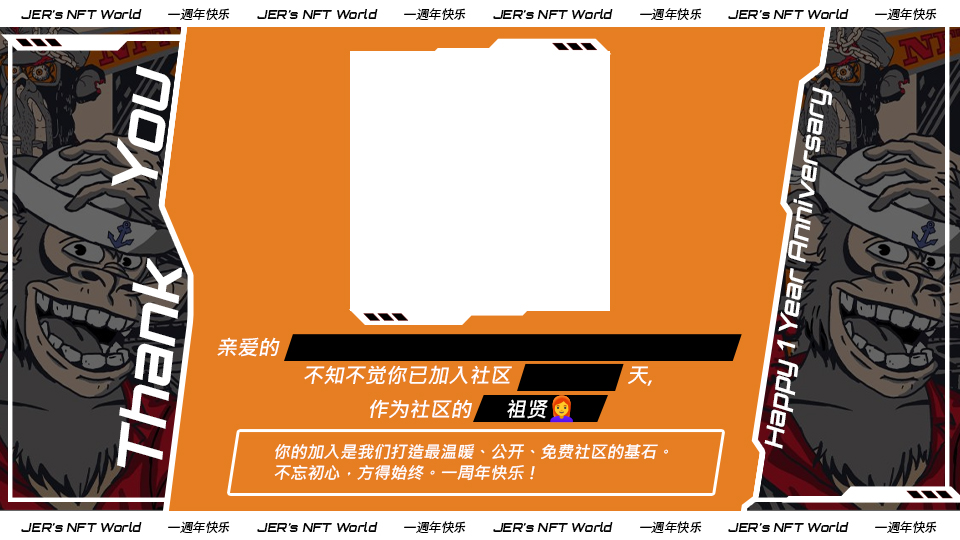 JER's NFT World 一週年快乐 JER's NFT World 一週年快乐 JER's NFT World 一週年快乐 JER's NFT World 一週年快乐
NFT
Thank You
Happy 1 Year Anniversary
亲爱的
不知不觉你已加入社区 天,
作为社区的 祖贤👩‍🦰
你的加入是我们打造最温暖、公开、免费社区的基石。
不忘初心，方得始终。一周年快乐！
JER's NFT World 一週年快乐 JER's NFT World 一週年快乐 JER's NFT World 一週年快乐 JER's NFT World 一週年快乐